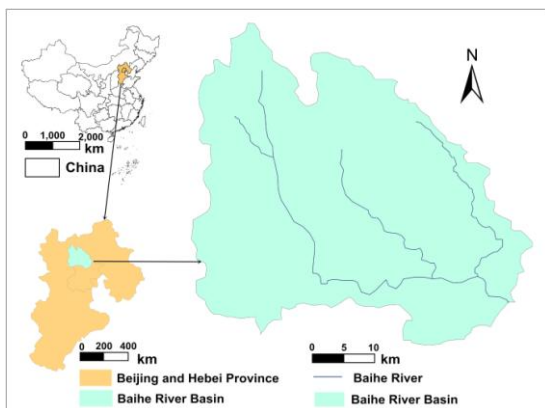 N
0 1,000 2,000
km
China
0 200 400
km
Beijing and Hebei Province
Baihe River Basin
0 5 10
km
Baihe River
Baihe River Basin